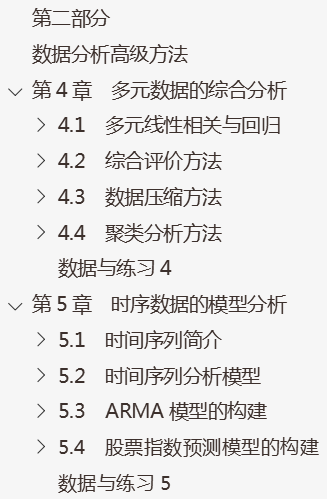 第二部分
数据分析高级方法
第 4 章 多元数据的综合分析
4.1 多元线性相关与回归
4.2 综合评价方法
4.3 数据压缩方法
4.4 聚类分析方法
数据与练习 4
第 5 章 时序数据的模型分析
5.1 时间序列简介
5.2 时间序列分析模型
5.3 ARMA 模型的构建
5.4 股票指数预测模型的构建
数据与练习 5